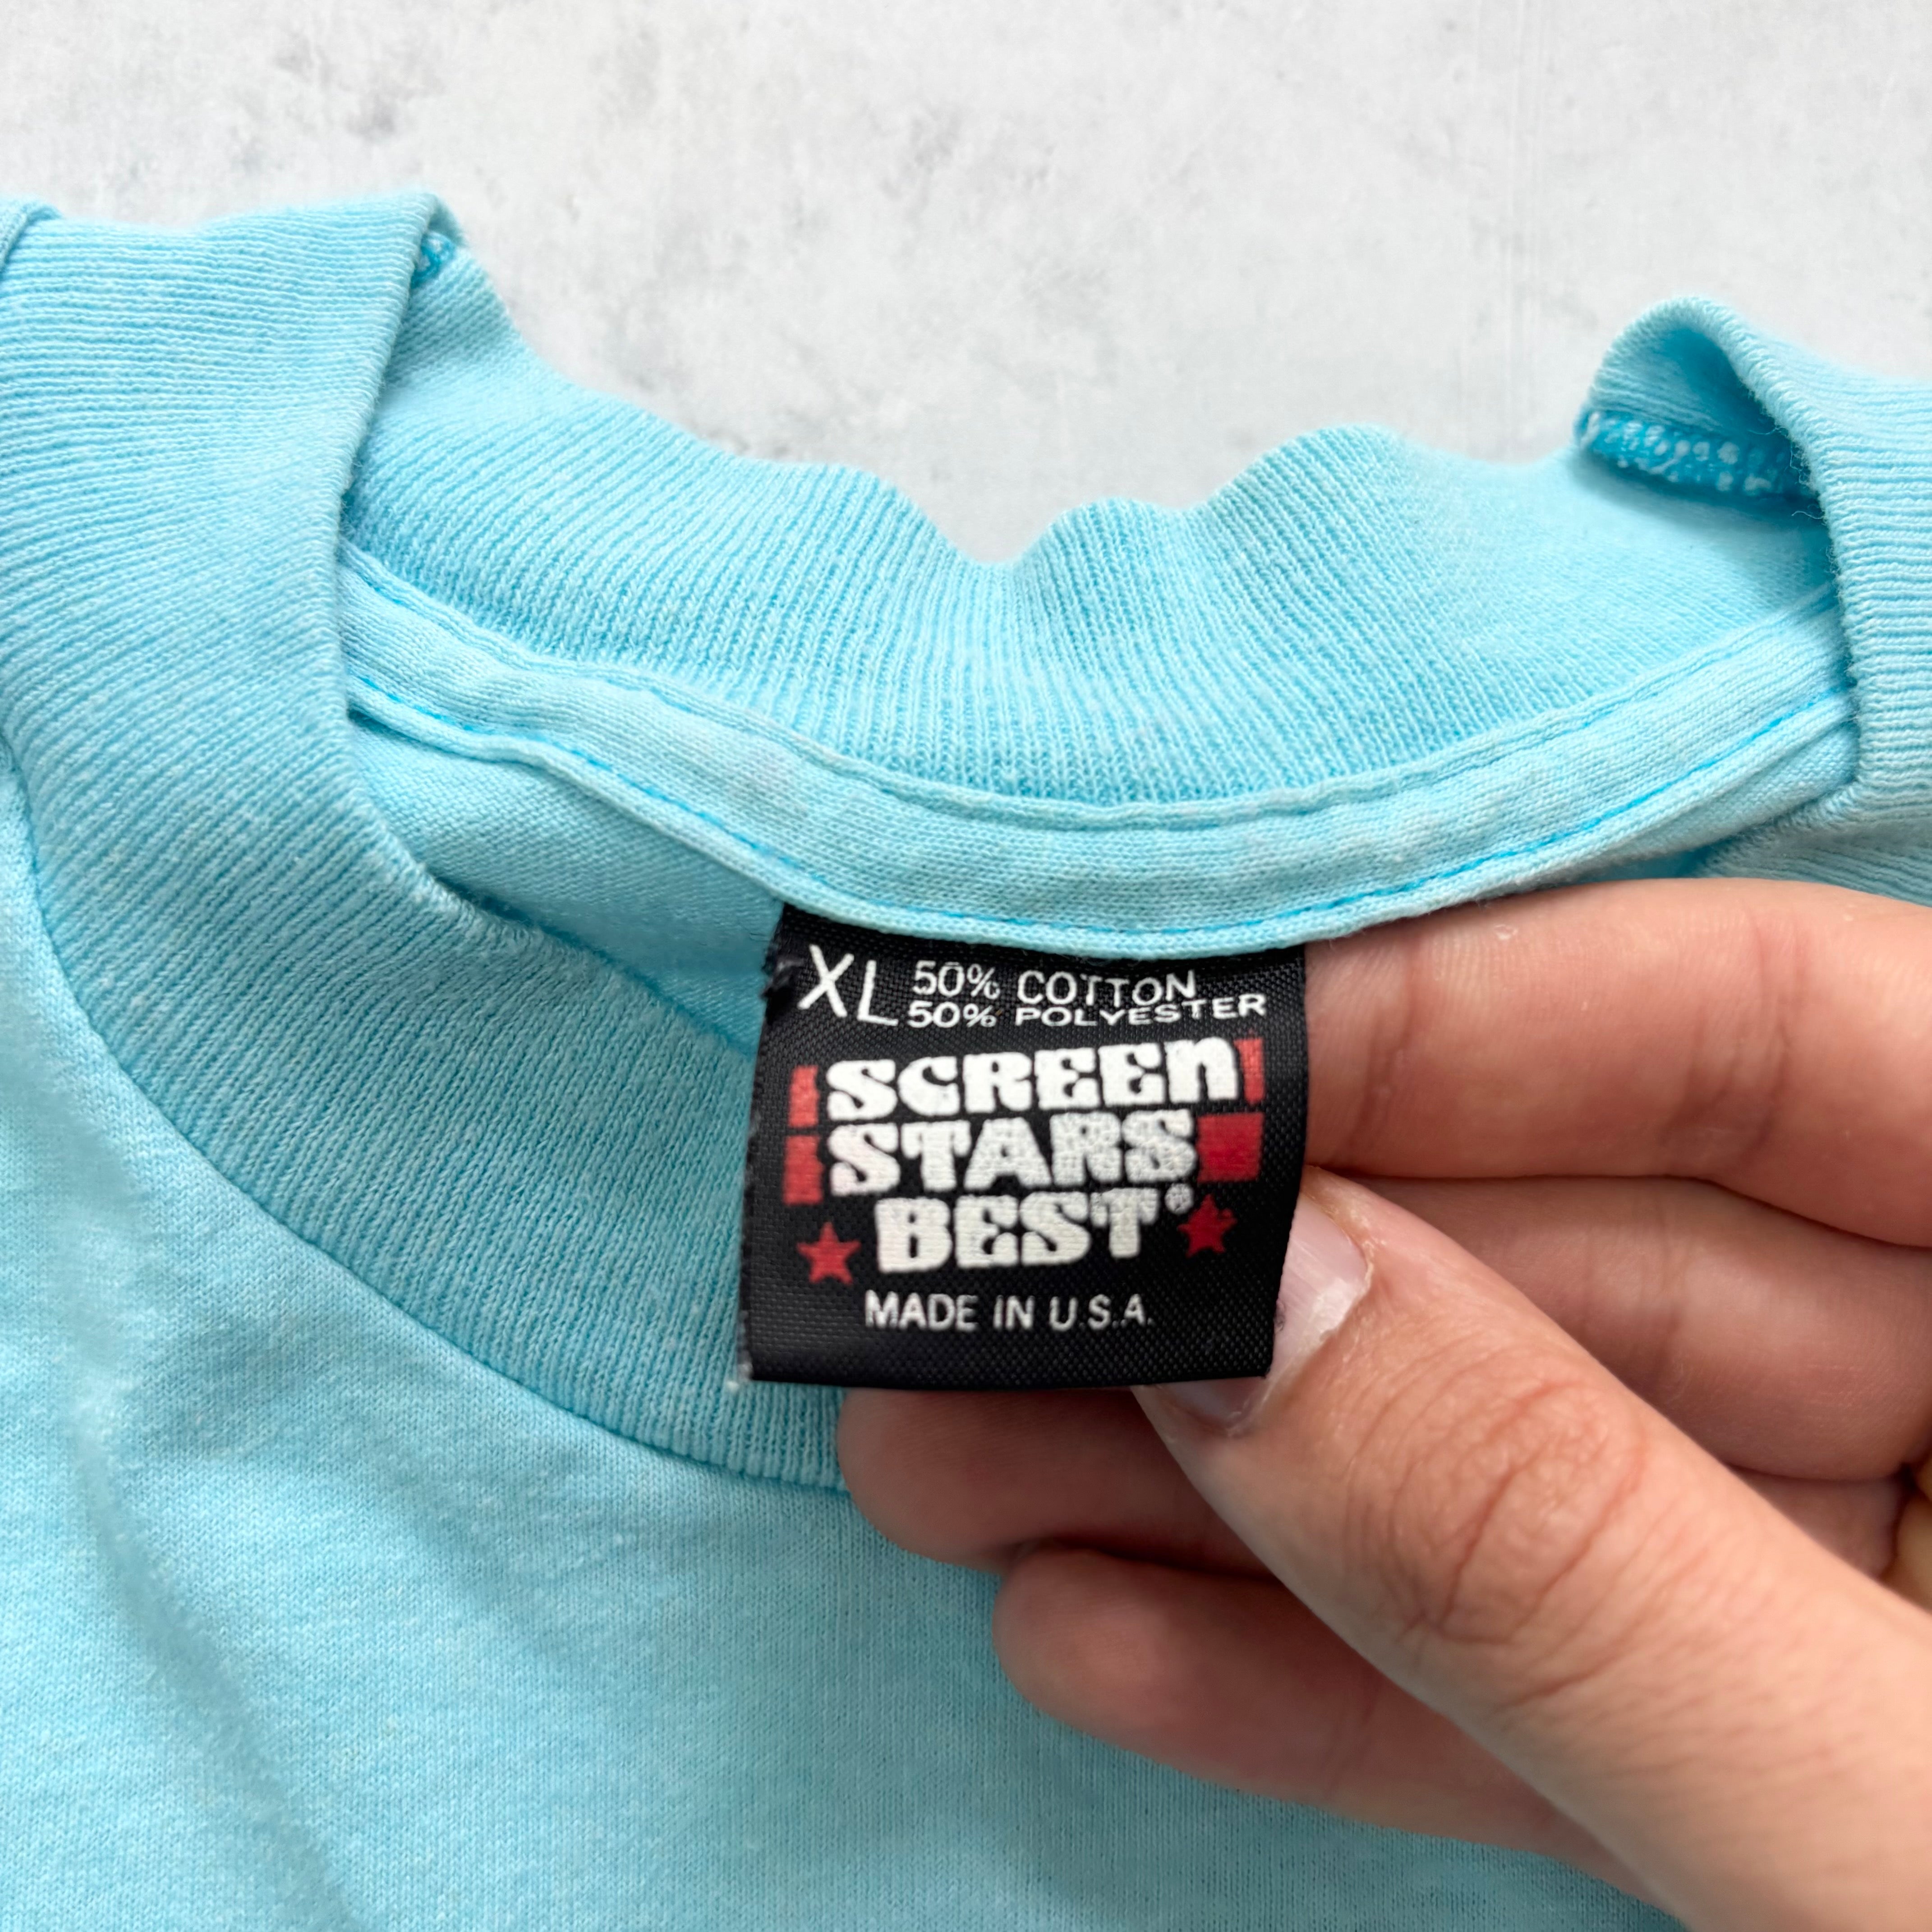 XL 50% COTTON
50% POLYESTER
SCREEN
STARS
BEST®
MADE IN U.S.A.